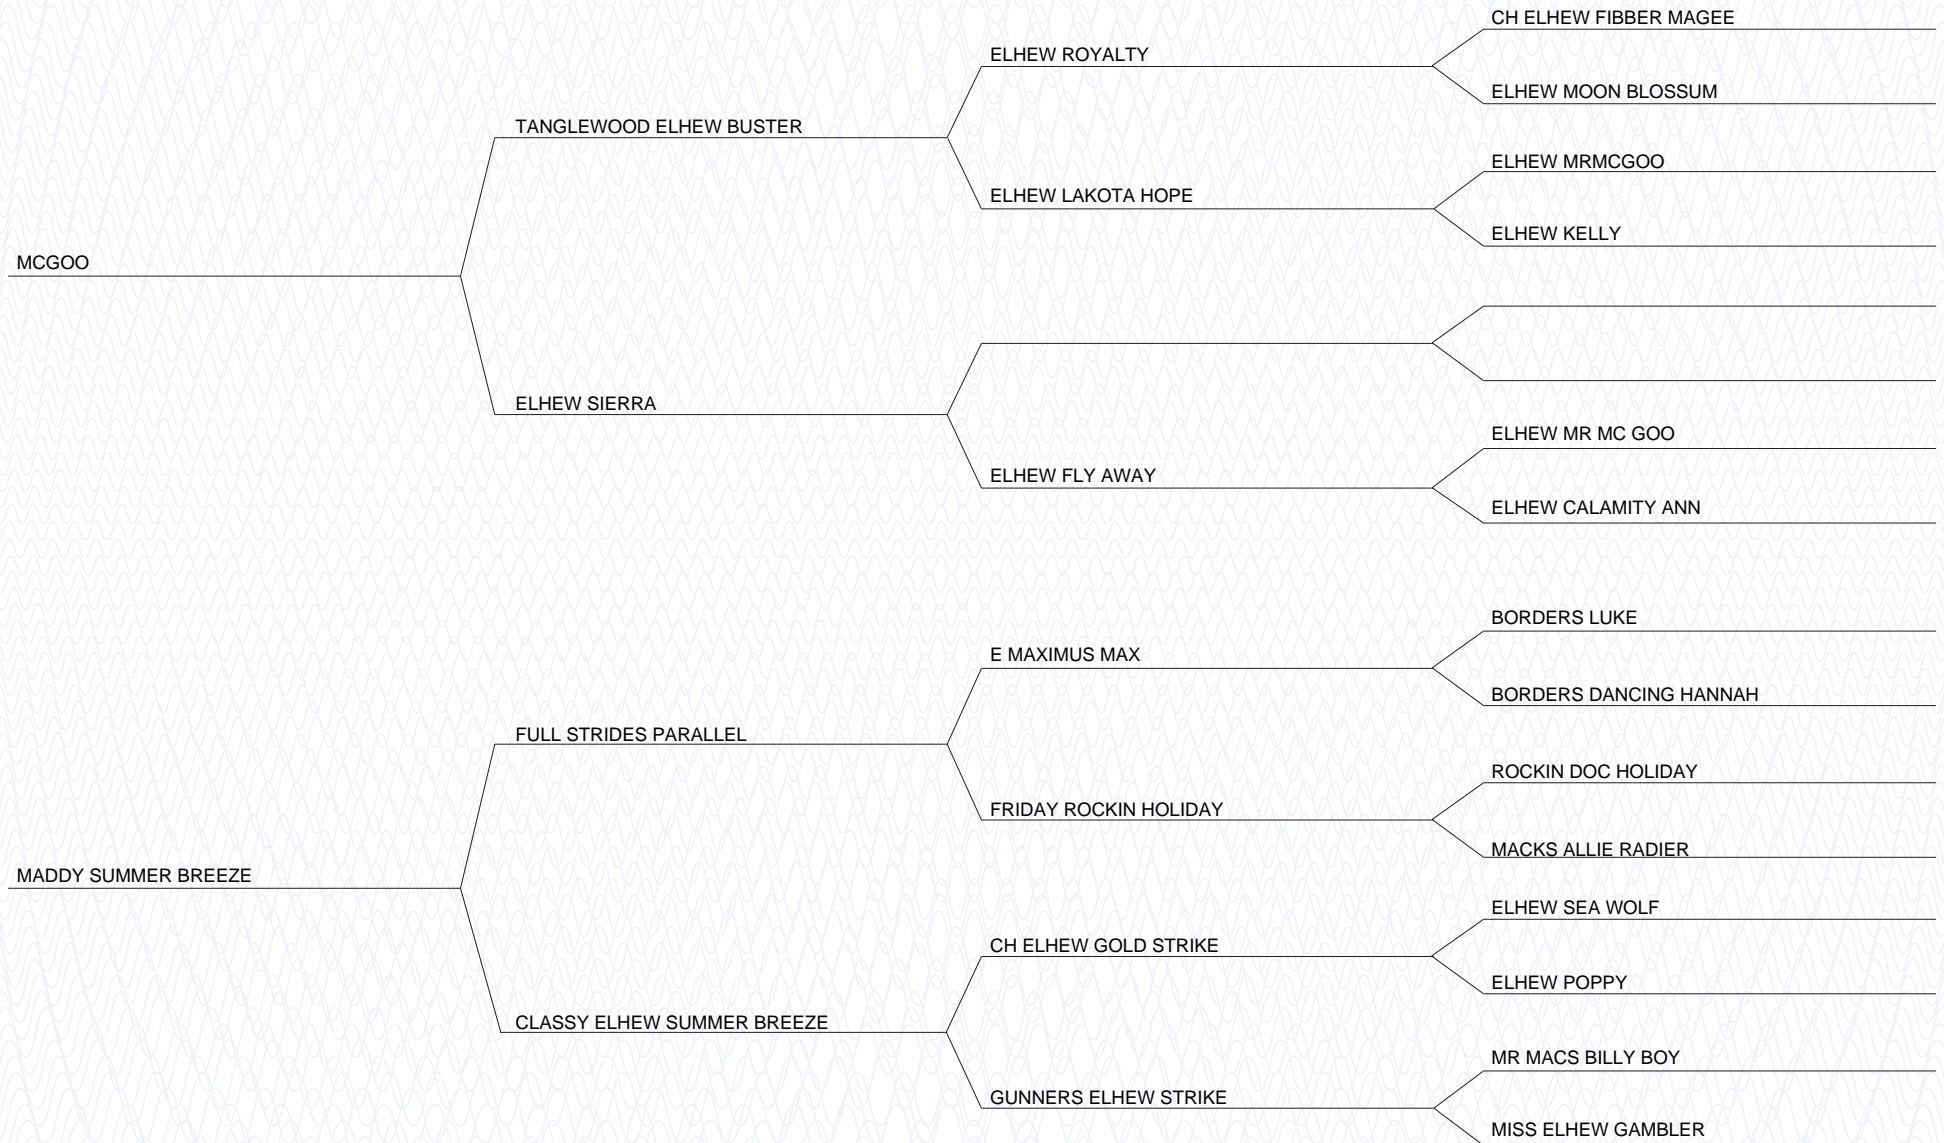 CH ELHEW FIBBER MAGEE
ELHEW ROYALTY
ELHEW MOON BLOSSUM
TANGLEWOOD ELHEW BUSTER
ELHEW MRMCGOO
ELHEW LAKOTA HOPE
ELHEW KELLY
MCGOO
ELHEW SIERRA
ELHEW MR MC GOO
ELHEW FLY AWAY
ELHEW CALAMITY ANN
BORDERS LUKE
E MAXIMUS MAX
BORDERS DANCING HANNAH
FULL STRIDES PARALLEL
ROCKIN DOC HOLIDAY
FRIDAY ROCKIN HOLIDAY
MACKS ALLIE RADIER
MADDY SUMMER BREEZE
ELHEW SEA WOLF
CH ELHEW GOLD STRIKE
ELHEW POPPY
CLASSY ELHEW SUMMER BREEZE
MR MACS BILLY BOY
GUNNERS ELHEW STRIKE
MISS ELHEW GAMBLER